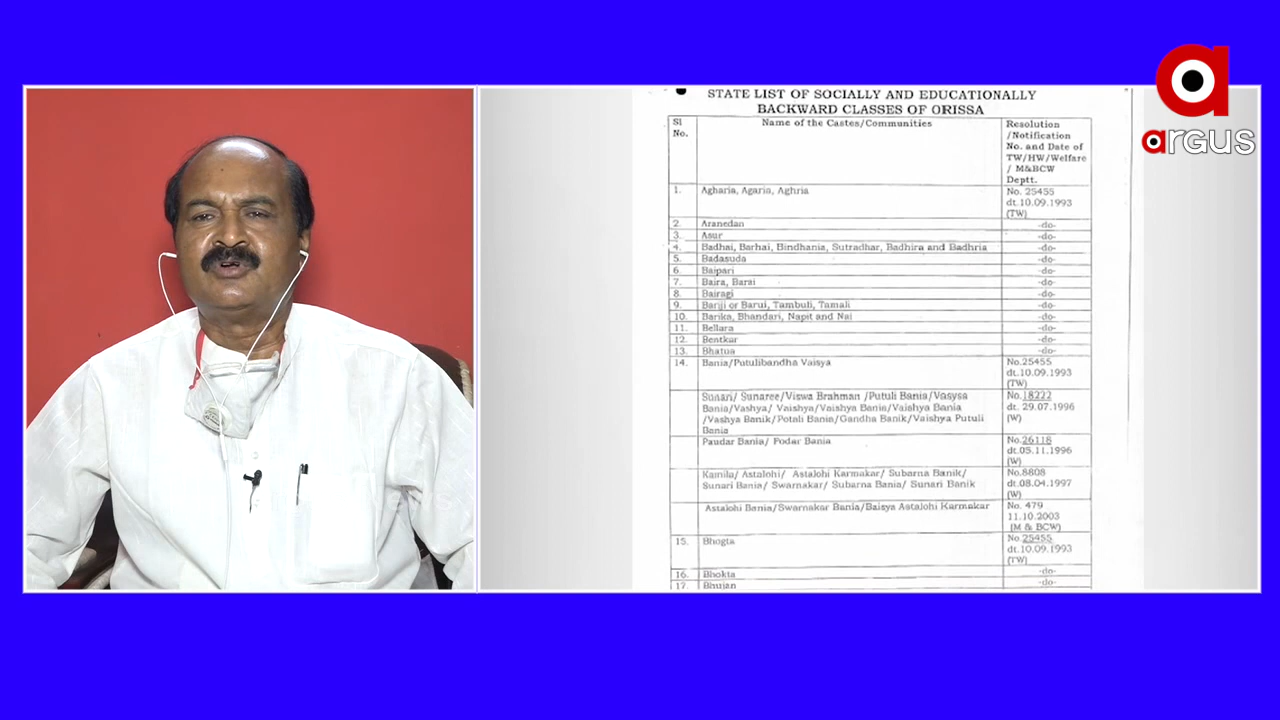 STATE LIST OF SOCIALLY AND EDUCATIONALLY
BACKWARD CLASSES OF ORISSA
Sl No. Name of the Castes/Communities Resolution /Notification No. and Date of TW/HW/Welfare / M&BCW Deptt.
1. Agharia, Agaria, Aghria No. 25455 dt.10.09.1993 (TW)
2. Aranedan -do-
3. Asur -do-
4. Badhai, Barhai, Bindhania, Sutradhar, Badhira and Badhria -do-
5. Badasuda -do-
6. Baipari -do-
7. Baira, Barai -do-
8. Bairagi -do-
9. Banji or Barui, Tambuli, Tamali -do-
10. Barika, Bhandari, Napit and Nai -do-
11. Bellara -do-
12. Bentkar -do-
13. Bhatua -do-
14. Bania/Putulibandha Vaisya No.25455 dt.10.09.1993 (TW)
Sunari/ Sunaree/Viswa Brahman /Putuli Bania/Vasysa No.18222
Bania/Vashya/ Vaishya/Vaishya Bania/Vaishya Bania dt. 29.07.1996
/Vashya Banik/Potali Bania/Gandha Banik/Vaishya Putuli (W)
Bania
Paudar Bania/ Podar Bania No.26118 dt.05.11.1996 (W)
Kamila/ Astalohi/ Astalohi Karmakar/ Subarna Banik/ No.8808
Sunari Bania/ Swarnakar/ Subarna Bania/ Sunari Banik dt.08.04.1997 (W)
Astalohi Bania/Swarnakar Bania/Baisya Astalohi Karmakar No. 479 11.10.2003 (M & BCW)
15. Bhogta No.25455 dt.10.09.1993 (TW)
16. Bhokta -do-
17. Bhujan -do-
argus